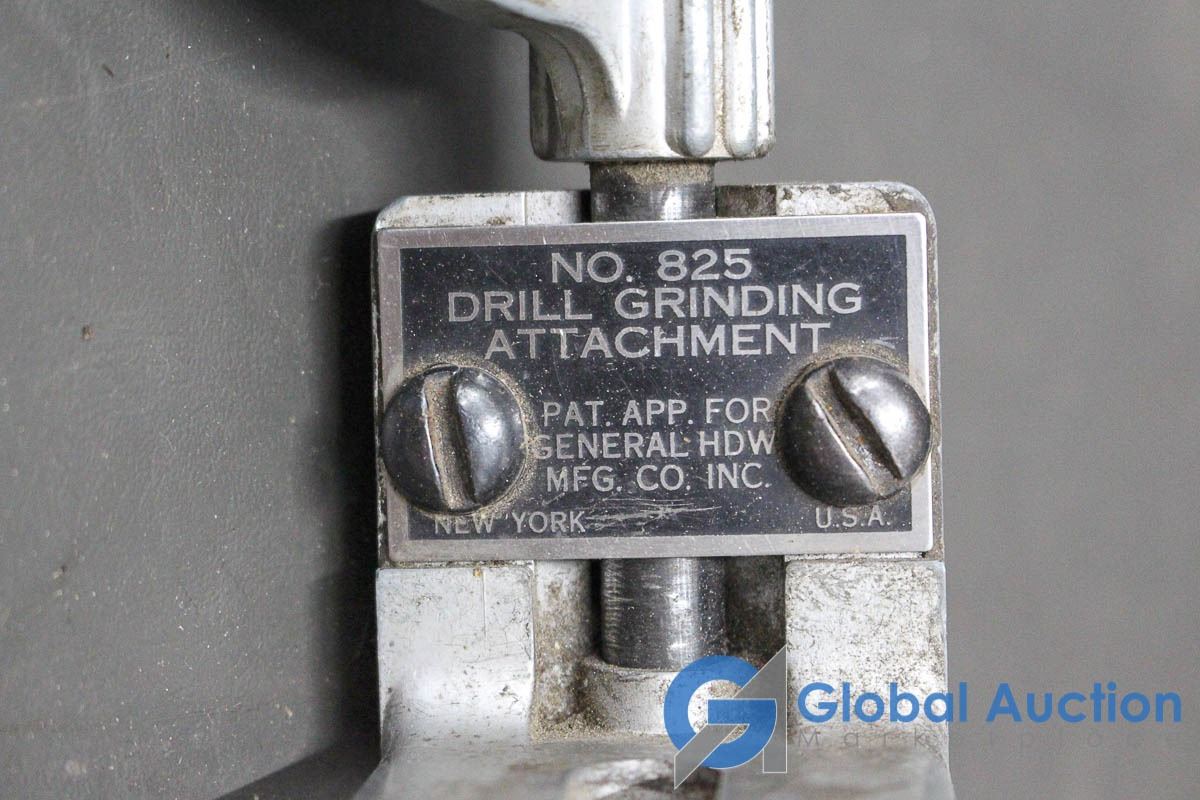 NO. 825
DRILL GRINDING
ATTACHMENT
PAT. APP. FOR
GENERAL HDW
MFG. CO. INC.
NEW YORK U.S.A.
Global Auction